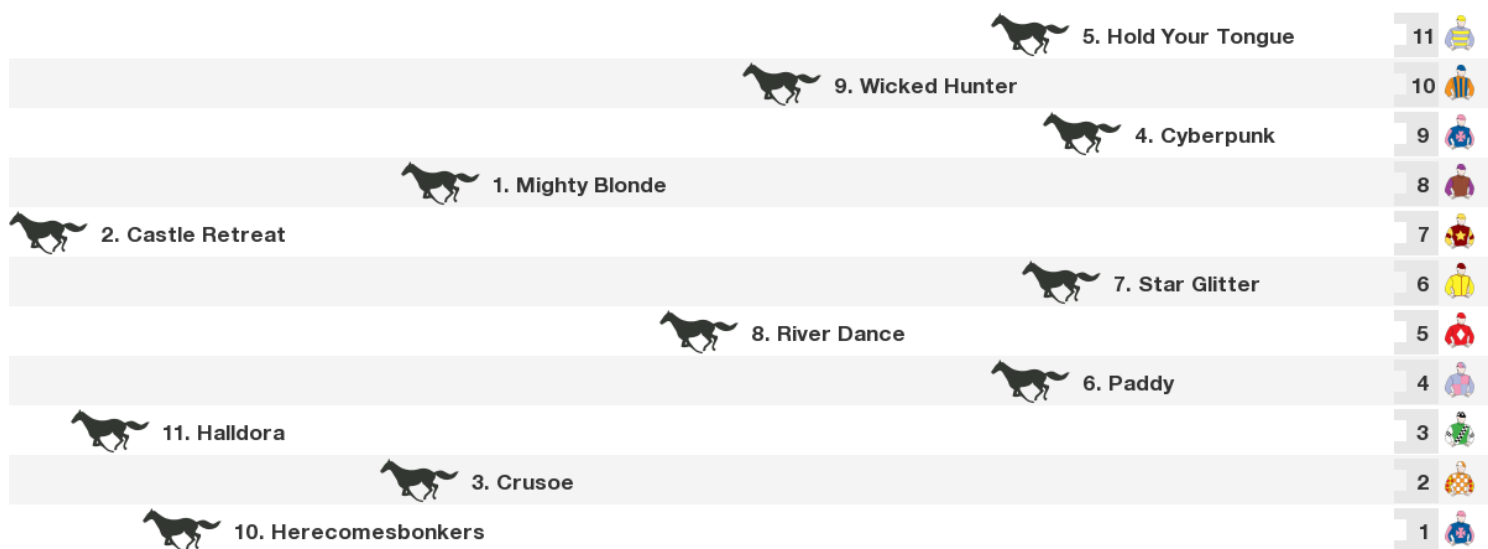 5. Hold Your Tongue 11
9. Wicked Hunter 10
4. Cyberpunk 9
1. Mighty Blonde 8
2. Castle Retreat 7
7. Star Glitter 6
8. River Dance 5
6. Paddy 4
11. Halldora 3
3. Crusoe 2
10. Herecomesbonkers 1